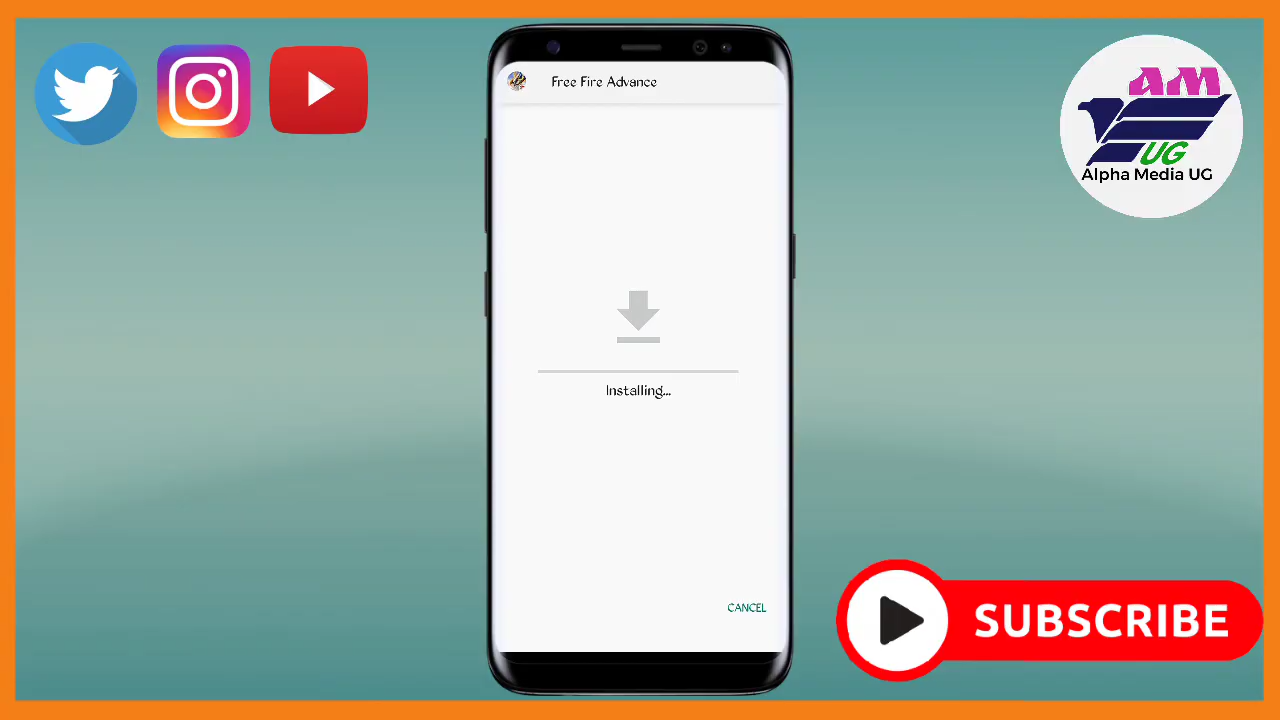 Free Fire Advance
AM
UG
Alpha Media UG
Installing...
CANCEL
SUBSCRIBE